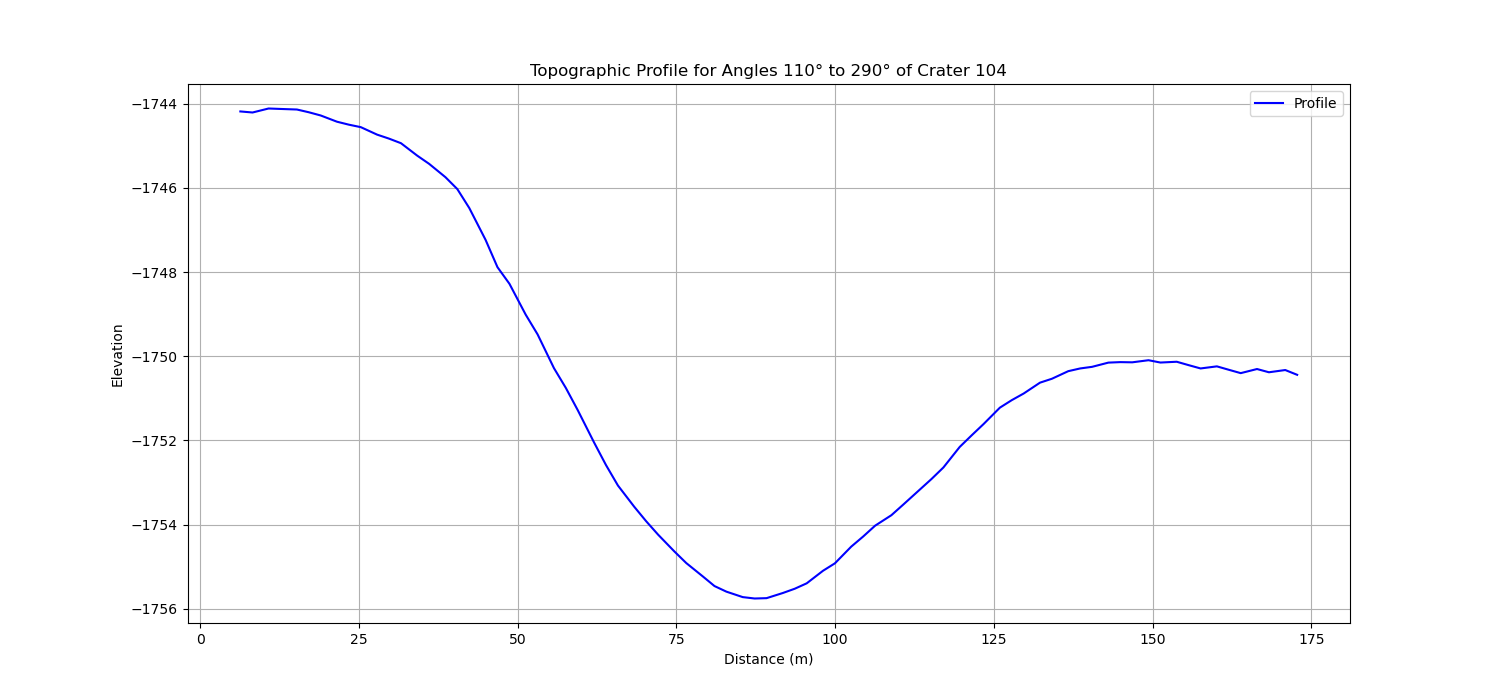 Topographic Profile for Angles 110° to 290° of Crater 104
Profile
−1744
−1746
−1748
−1750
−1752
−1754
−1756
Elevation
0 25 50 75 100 125 150 175
Distance (m)